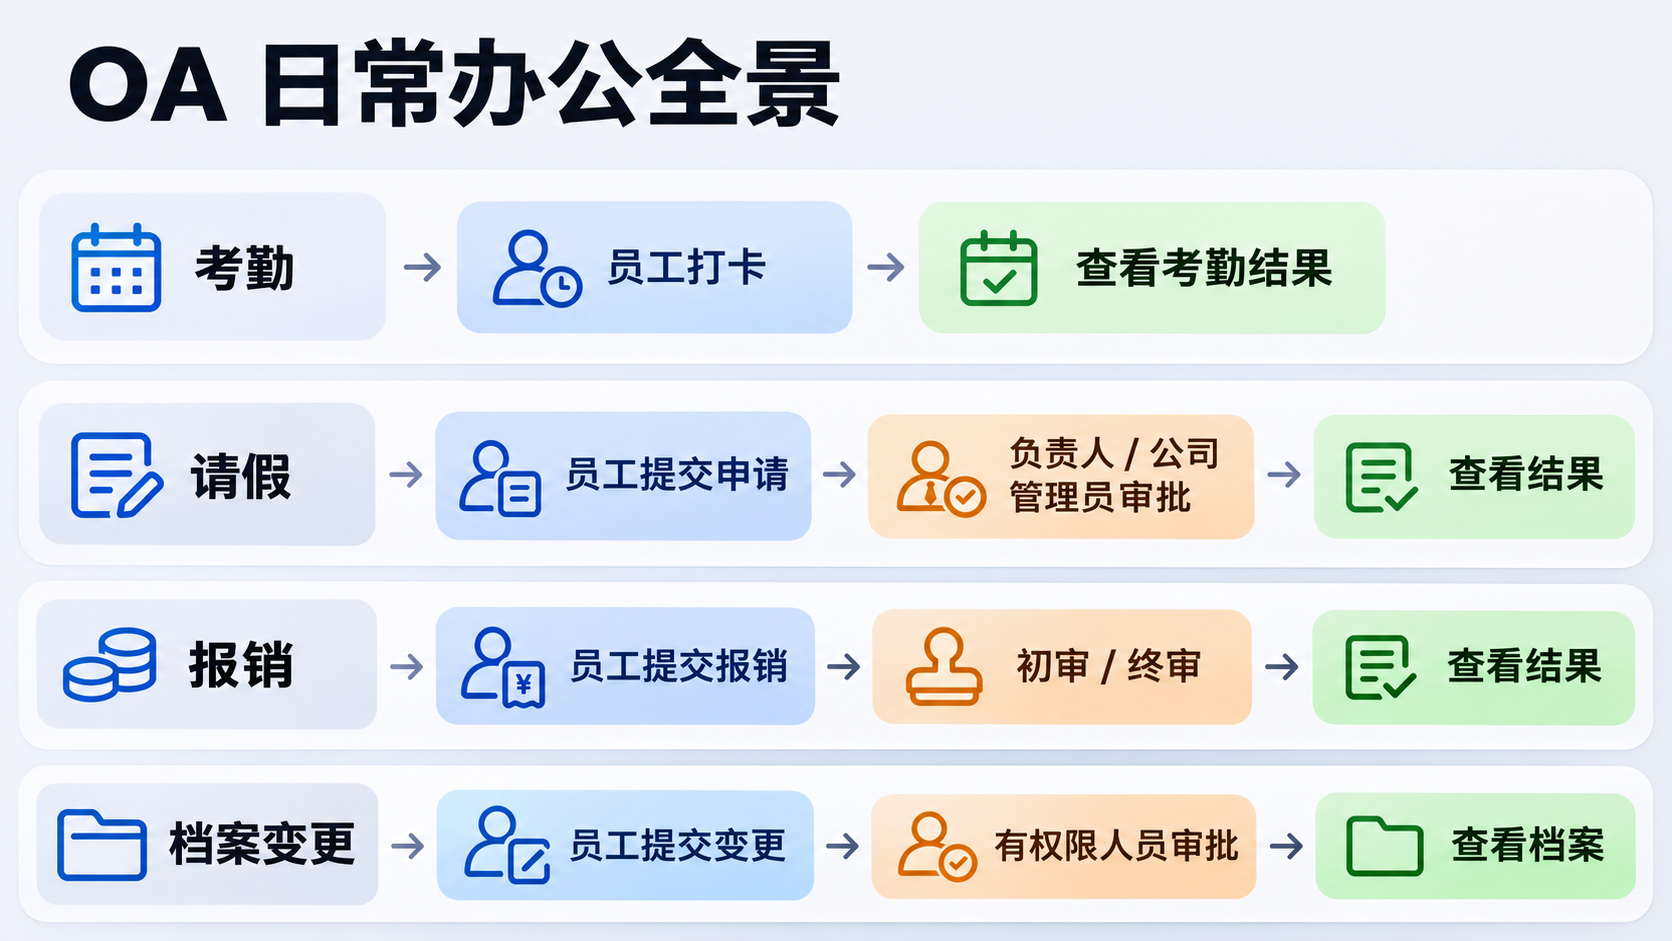 OA 日常办公全景
考勤
员工打卡
查看考勤结果
请假
员工提交申请
负责人 / 公司
管理员审批
查看结果
报销
¥
员工提交报销
初审 / 终审
查看结果
档案变更
员工提交变更
有权限人员审批
查看档案